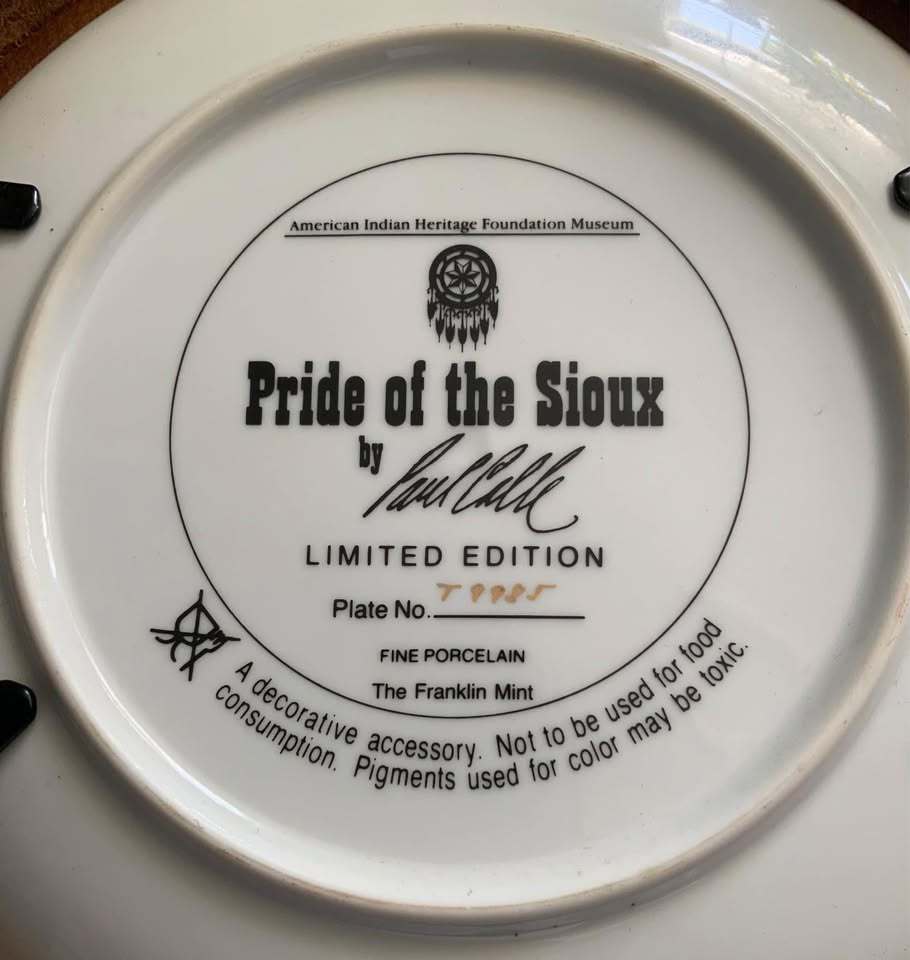 American Indian Heritage Foundation Museum
Pride of the Sioux
by Paul Calle
LIMITED EDITION
Plate No. T9985
FINE PORCELAIN
The Franklin Mint
A decorative accessory. Not to be used for food
consumption. Pigments used for color may be toxic.